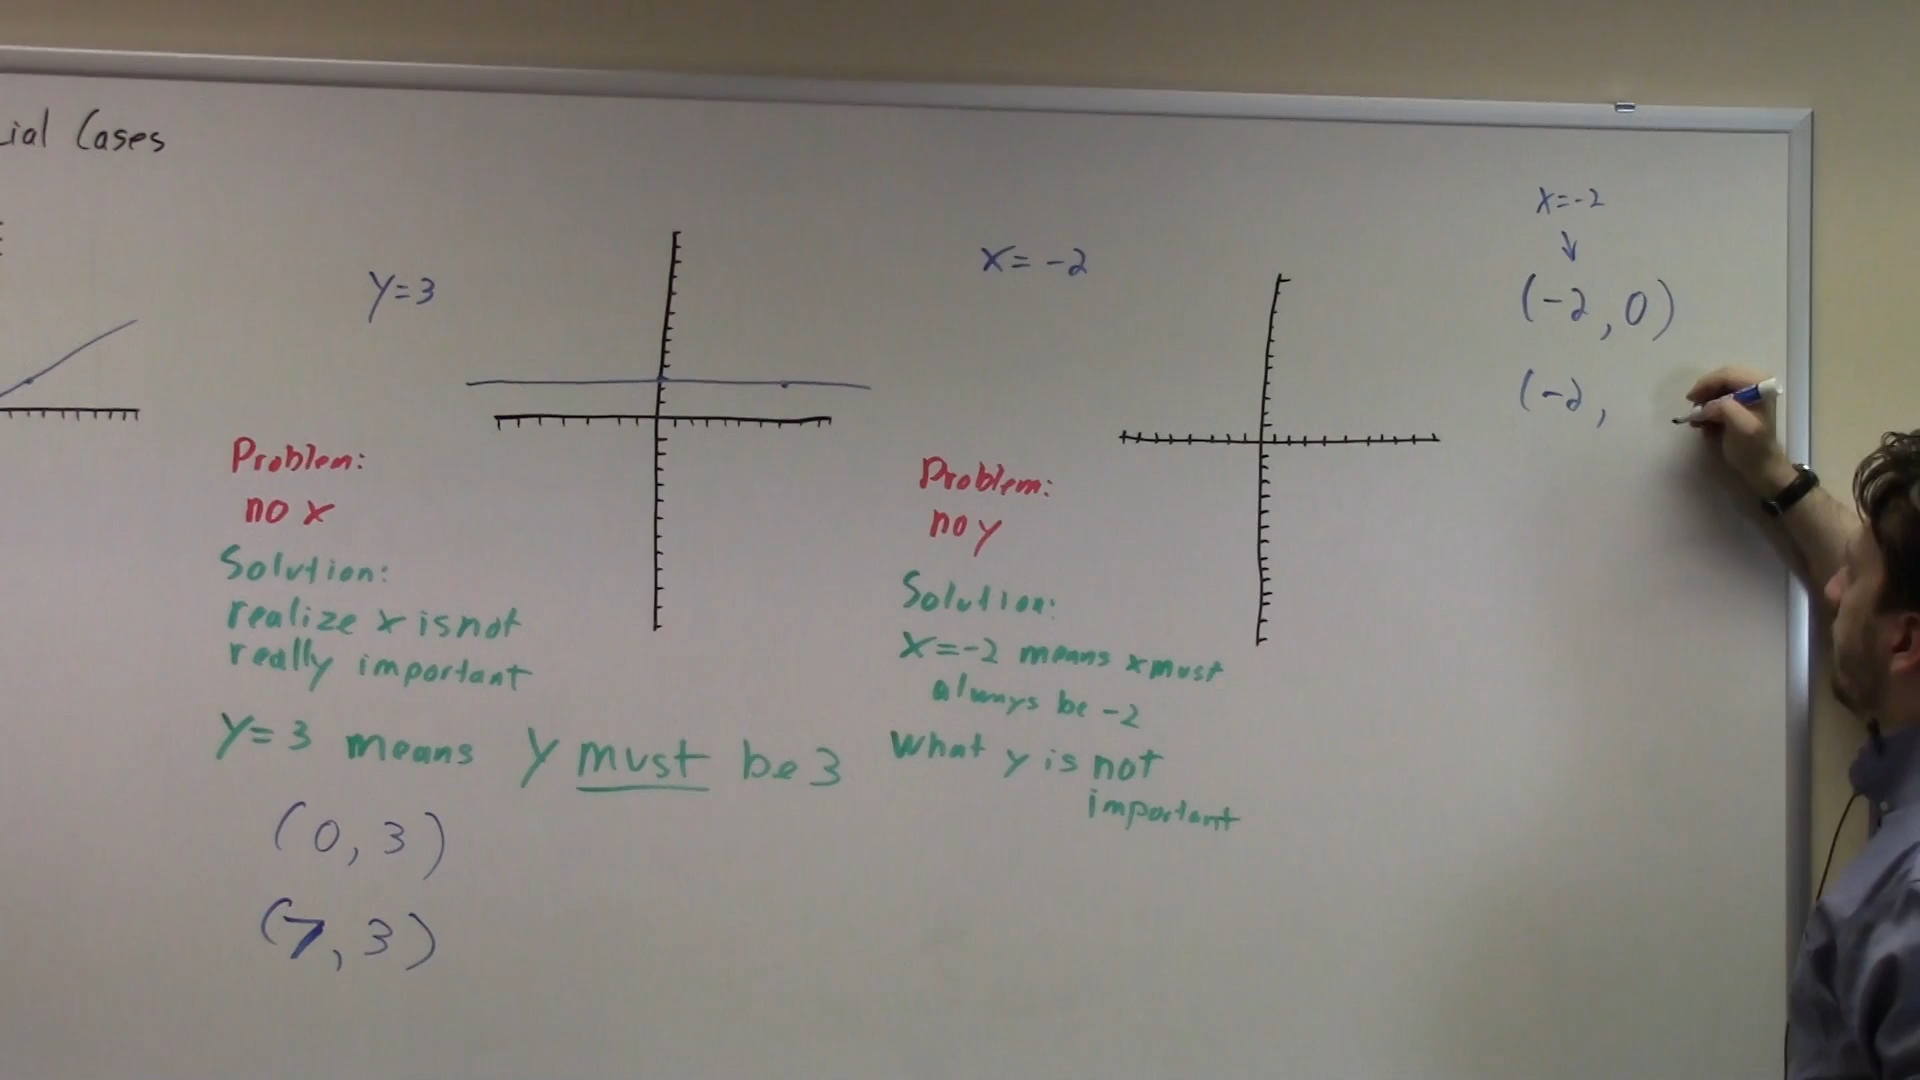 Cases
y=3
Problem:
no x
Solution:
realize x is not
really important
y=3 means y must be 3
(0, 3)
(7, 3)
x=-2
Problem:
no y
Solution:
x=-2 means x must
always be -2
What y is not
important
x=-2
↓
(-2, 0)
(-2,